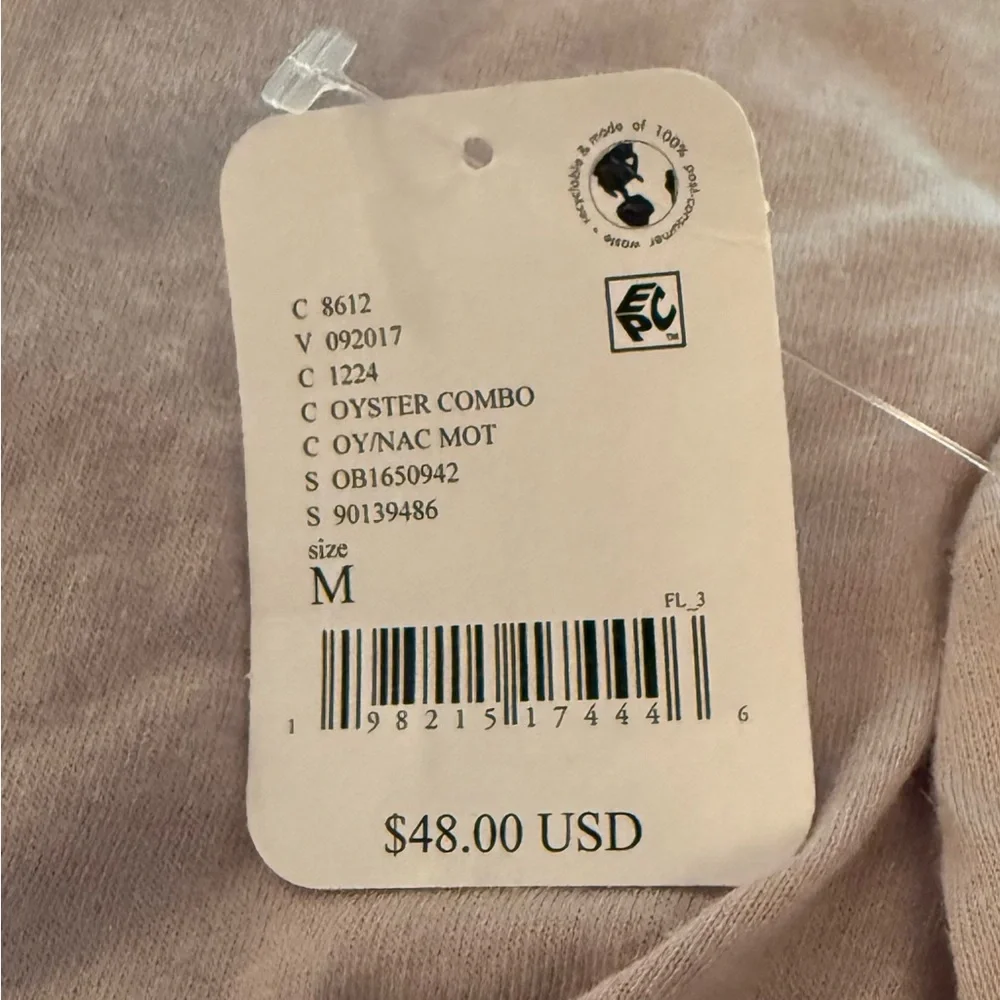 recyclable & made of 100% post-consumer waste •
EPC™
C 8612
V 092017
C 1224
C OYSTER COMBO
C OY/NAC MOT
S OB1650942
S 90139486
size
M
FL_3
1 98215 17444 6
$48.00 USD